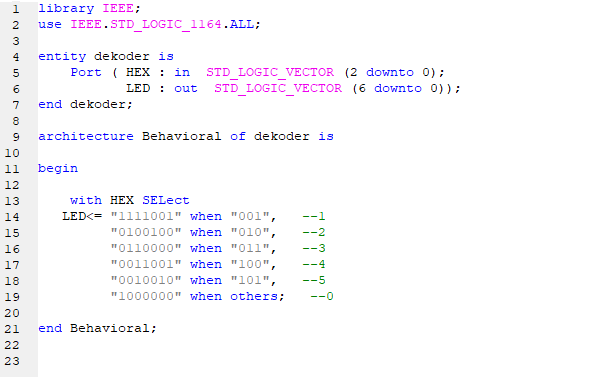 1 library IEEE;
2 use IEEE.STD_LOGIC_1164.ALL;
3
4 entity dekoder is
5     Port ( HEX : in  STD_LOGIC_VECTOR (2 downto 0);
6            LED : out  STD_LOGIC_VECTOR (6 downto 0));
7 end dekoder;
8
9 architecture Behavioral of dekoder is
10
11 begin
12
13     with HEX SELect
14    LED<= "1111001" when "001",   --1
15          "0100100" when "010",   --2
16          "0110000" when "011",   --3
17          "0011001" when "100",   --4
18          "0010010" when "101",   --5
19          "1000000" when others;   --0
20
21 end Behavioral;
22
23